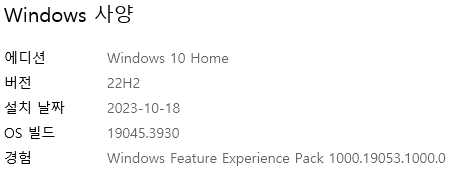 Windows 사양
에디션 Windows 10 Home
버전 22H2
설치 날짜 2023-10-18
OS 빌드 19045.3930
경험 Windows Feature Experience Pack 1000.19053.1000.0